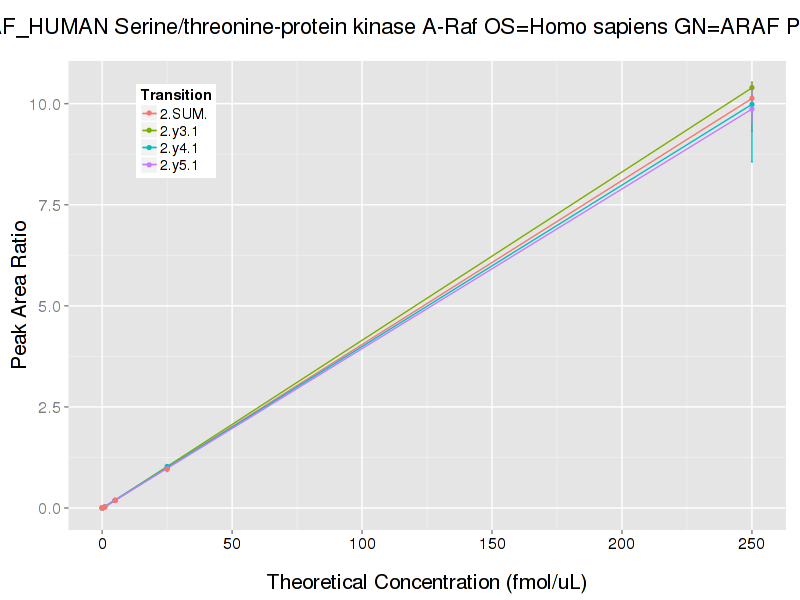 _HUMAN Serine/threonine-protein kinase A-Raf OS=Homo sapiens GN=ARAF P
Transition
2.SUM.
2.y3.1
2.y4.1
2.y5.1
Peak Area Ratio
10.0
7.5
5.0
2.5
0.0
0 50 100 150 200 250
Theoretical Concentration (fmol/uL)